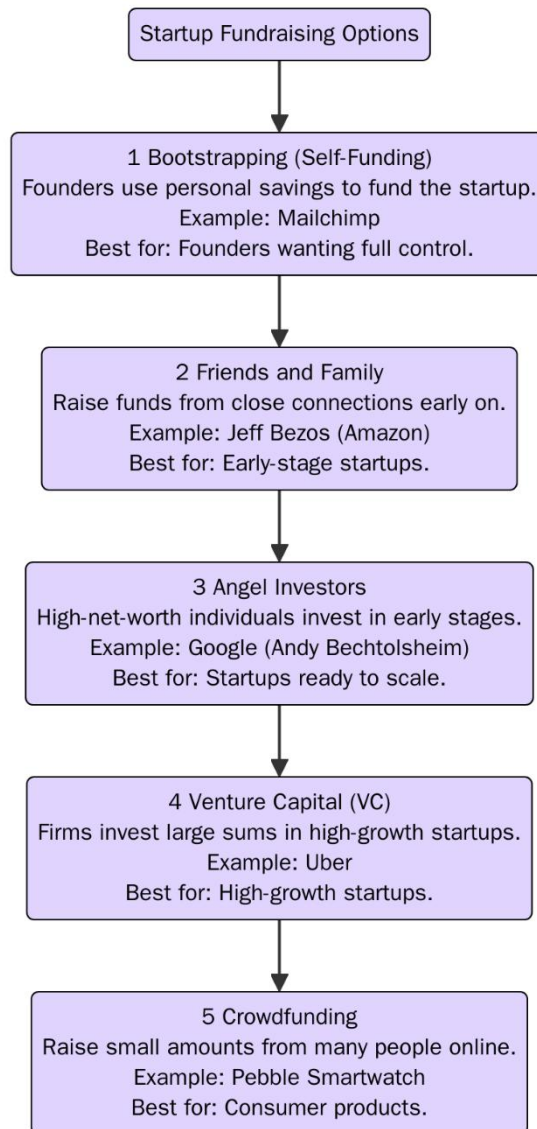 Startup Fundraising Options
1 Bootstrapping (Self-Funding)
Founders use personal savings to fund the startup.
Example: Mailchimp
Best for: Founders wanting full control.
2 Friends and Family
Raise funds from close connections early on.
Example: Jeff Bezos (Amazon)
Best for: Early-stage startups.
3 Angel Investors
High-net-worth individuals invest in early stages.
Example: Google (Andy Bechtolsheim)
Best for: Startups ready to scale.
4 Venture Capital (VC)
Firms invest large sums in high-growth startups.
Example: Uber
Best for: High-growth startups.
5 Crowdfunding
Raise small amounts from many people online.
Example: Pebble Smartwatch
Best for: Consumer products.